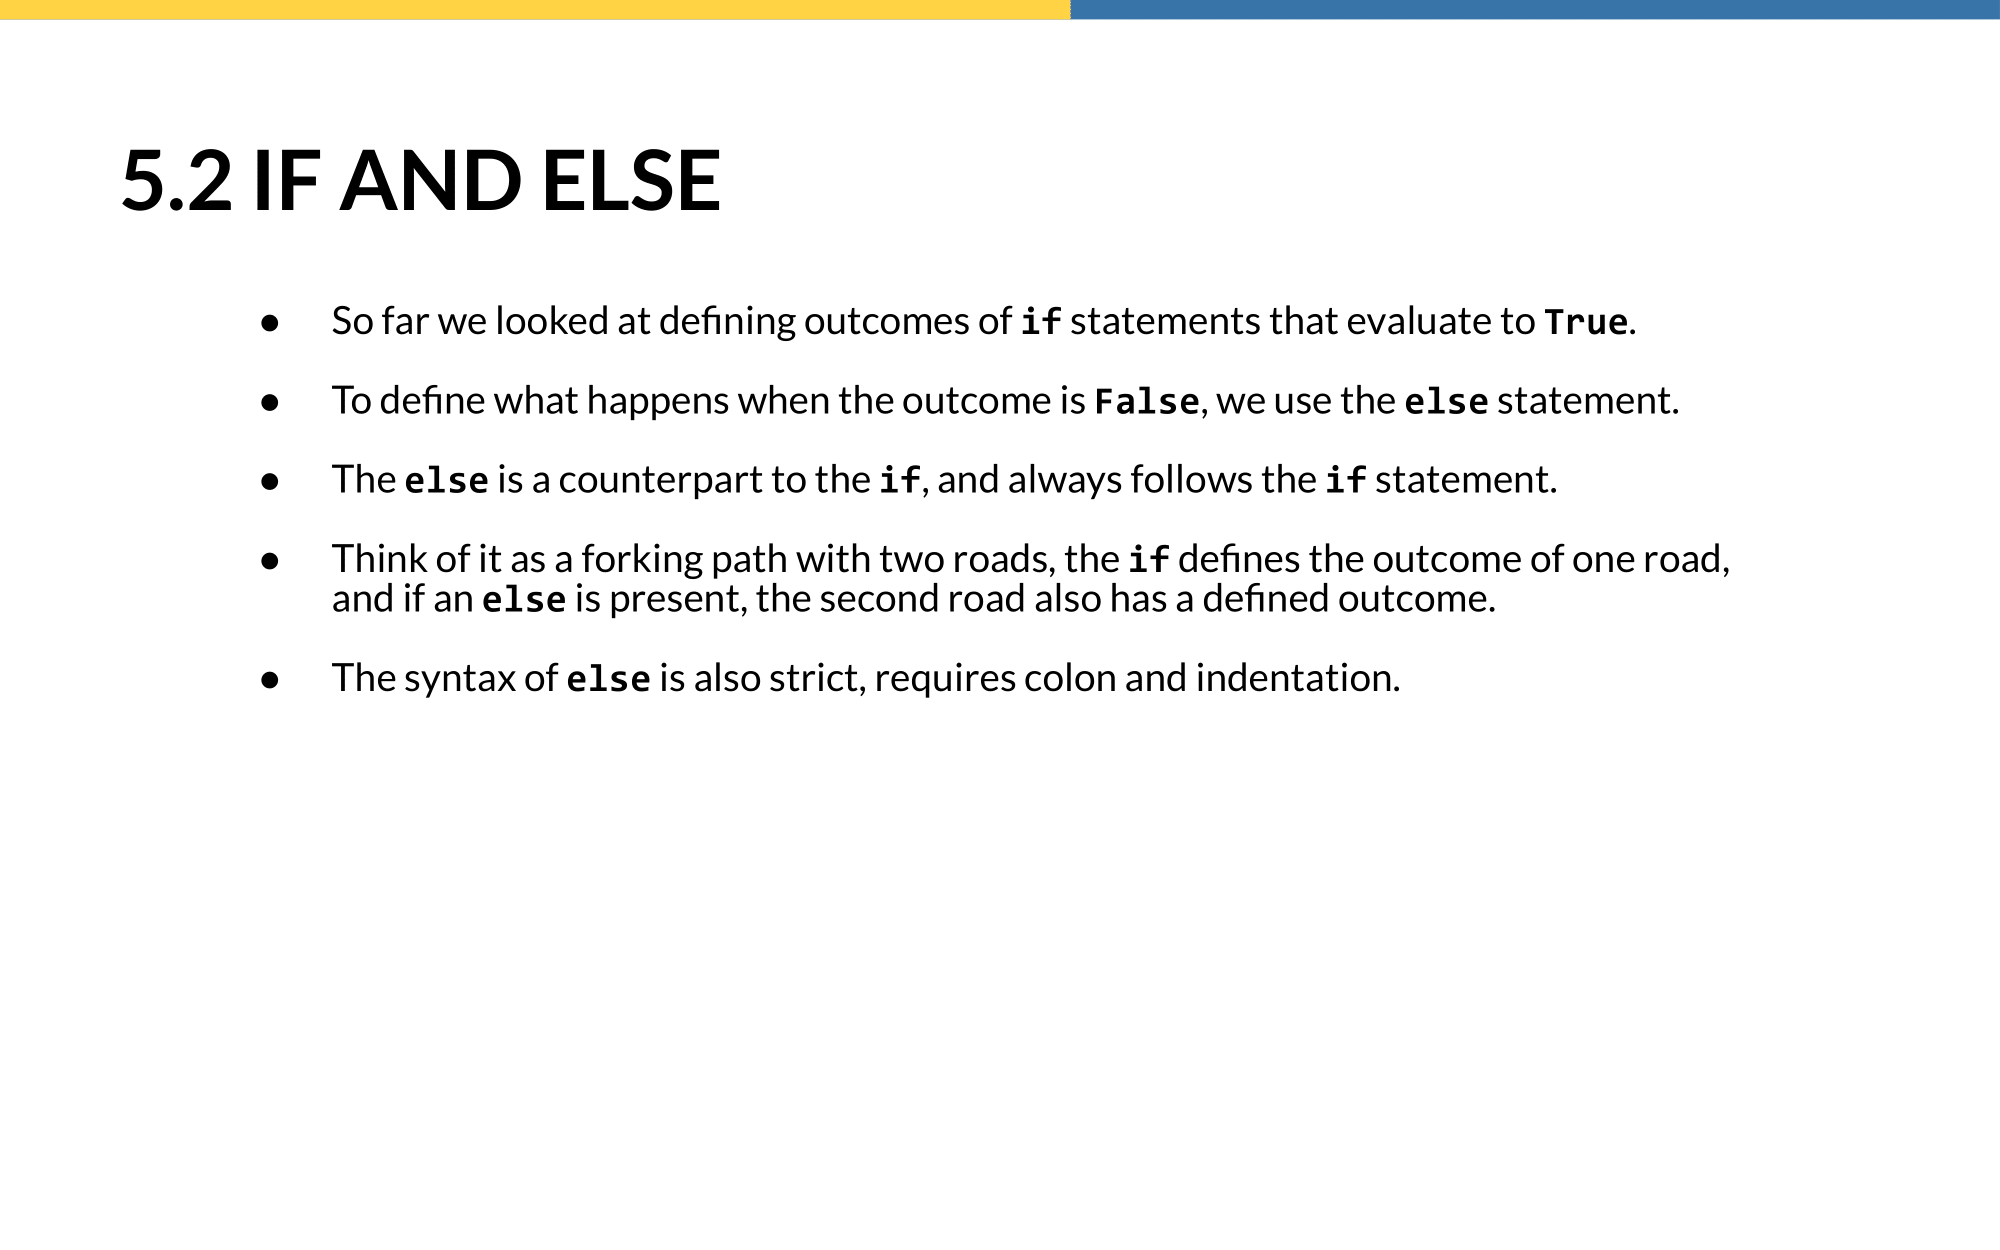 5.2 IF AND ELSE
● So far we looked at defining outcomes of if statements that evaluate to True.
● To define what happens when the outcome is False, we use the else statement.
● The else is a counterpart to the if, and always follows the if statement.
● Think of it as a forking path with two roads, the if defines the outcome of one road,
and if an else is present, the second road also has a defined outcome.
● The syntax of else is also strict, requires colon and indentation.